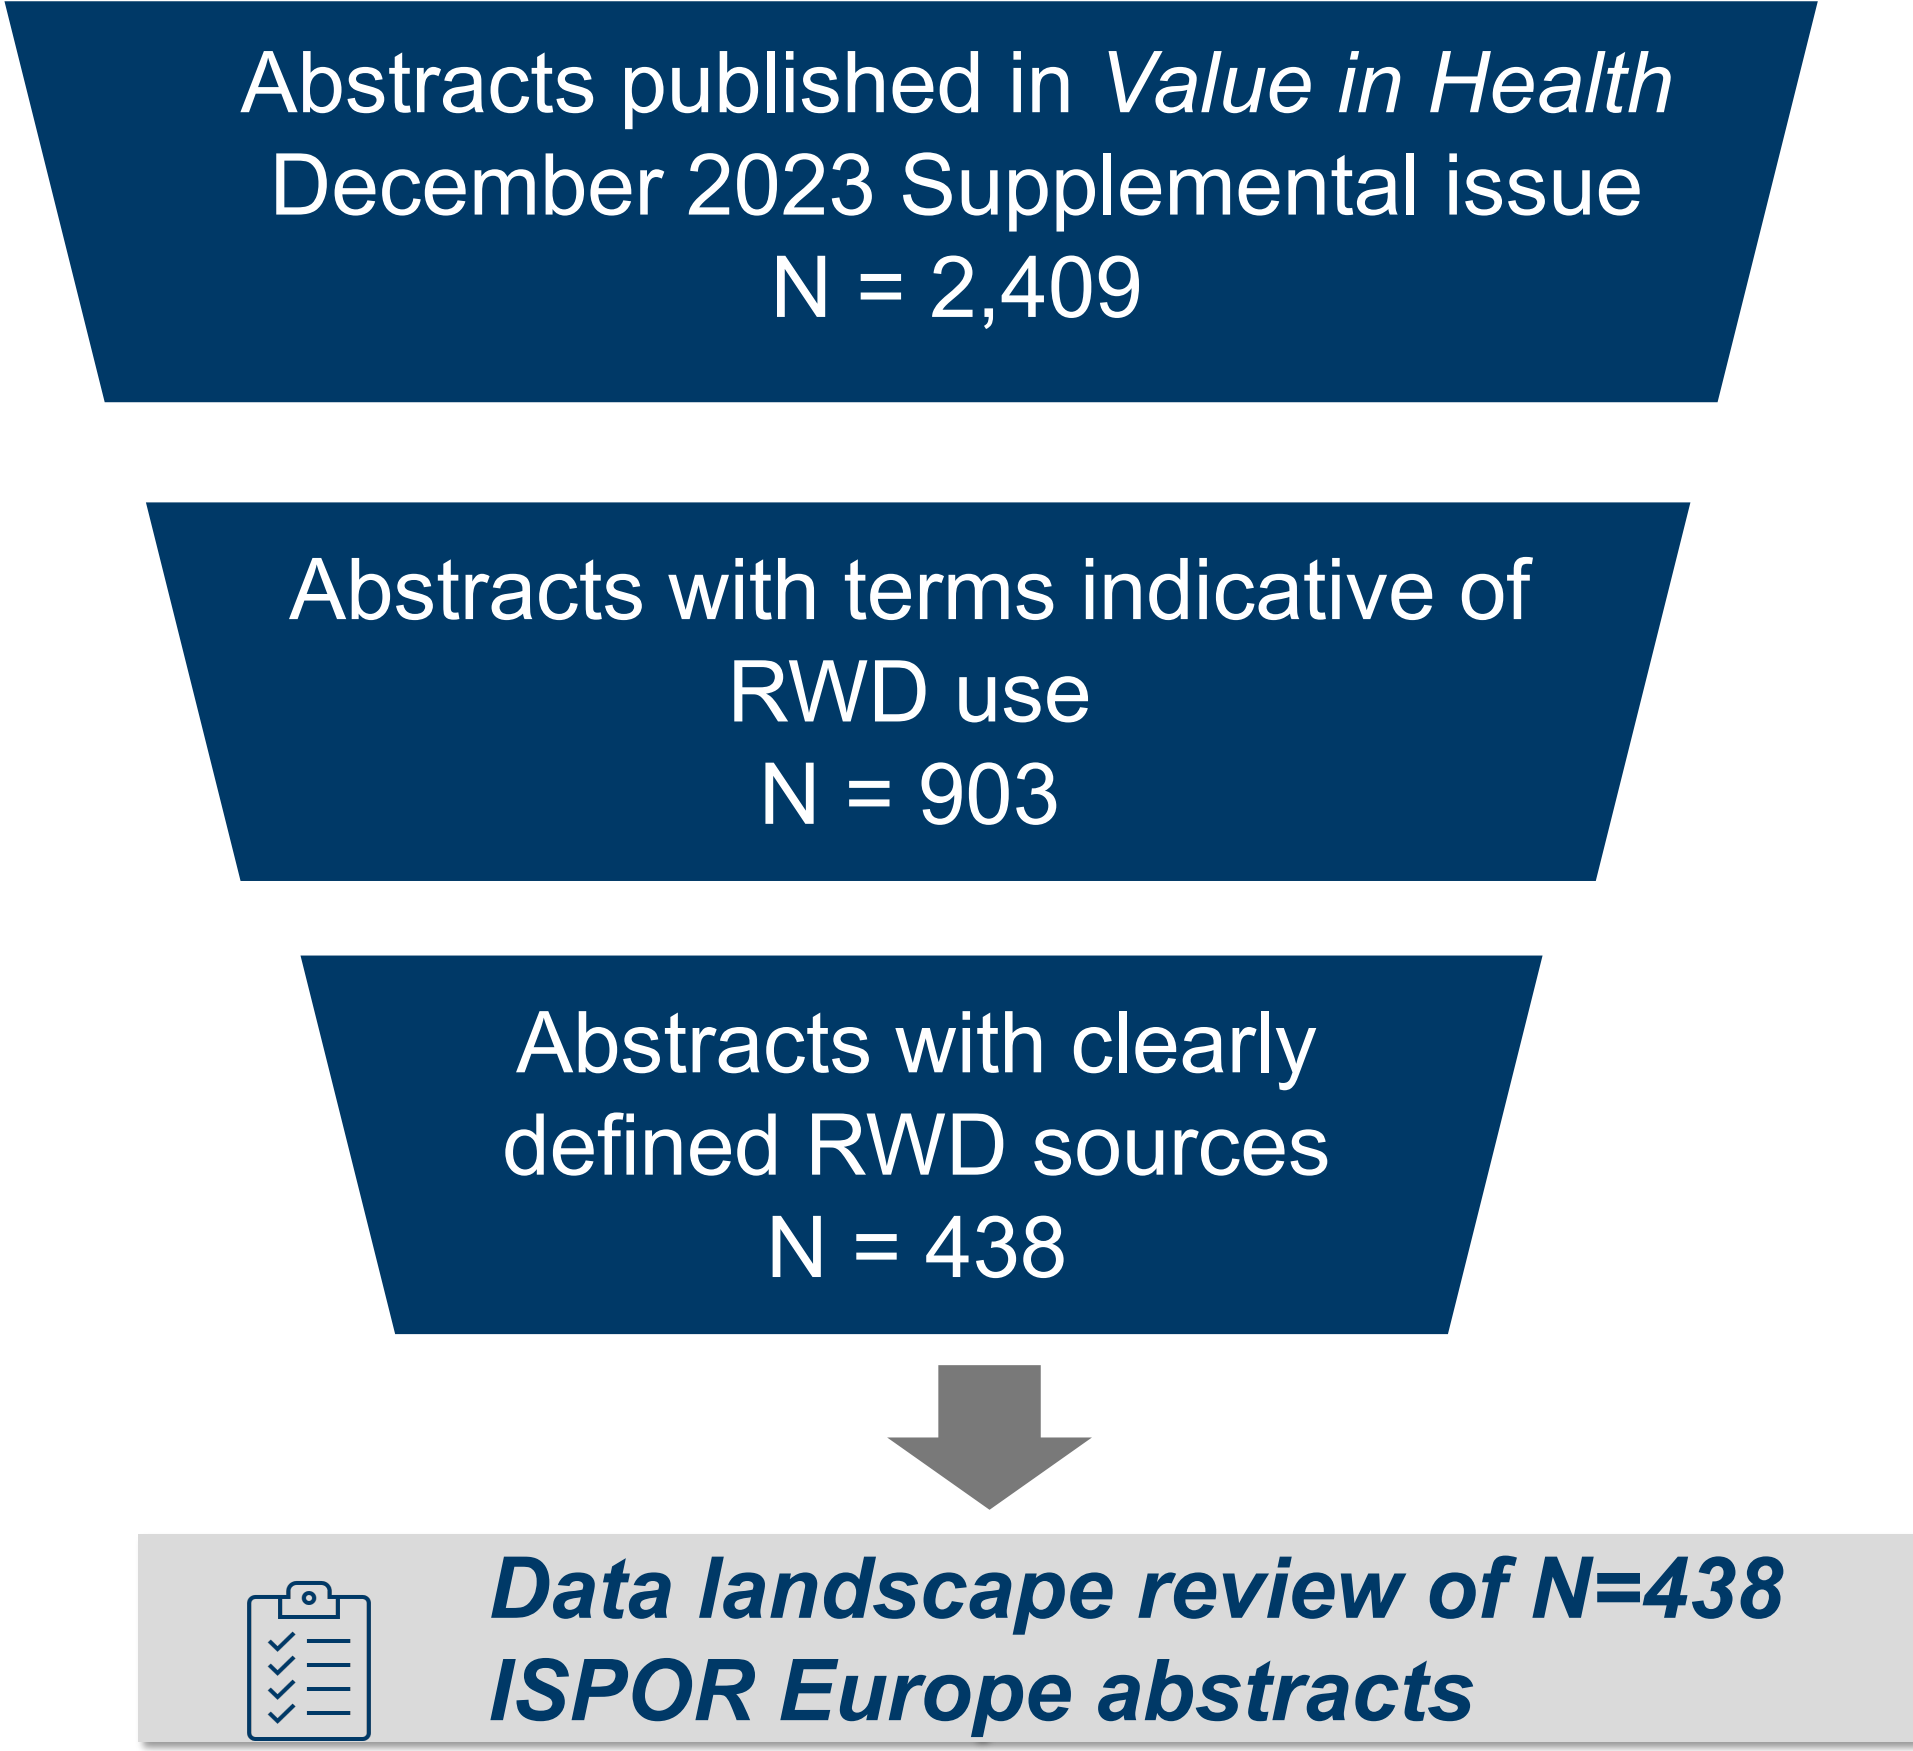 Abstracts published in Value in Health
December 2023 Supplemental issue
N = 2,409
Abstracts with terms indicative of
RWD use
N = 903
Abstracts with clearly
defined RWD sources
N = 438
Data landscape review of N=438
ISPOR Europe abstracts